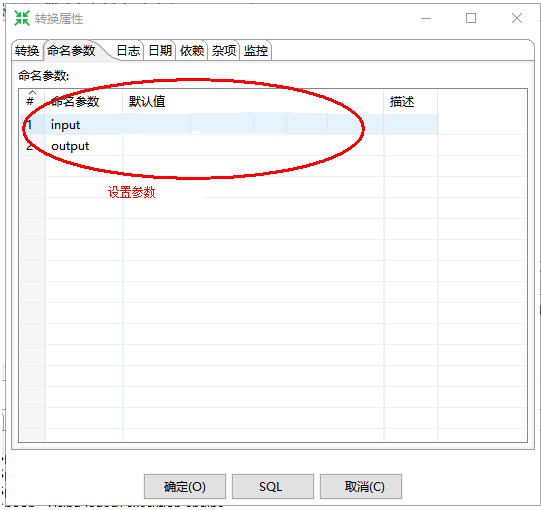 转换属性
转换 命名参数 日志 日期 依赖 杂项 监控
命名参数:
# 命名参数 默认值 描述
1 input
2 output
设置参数
确定(O) SQL 取消(C)